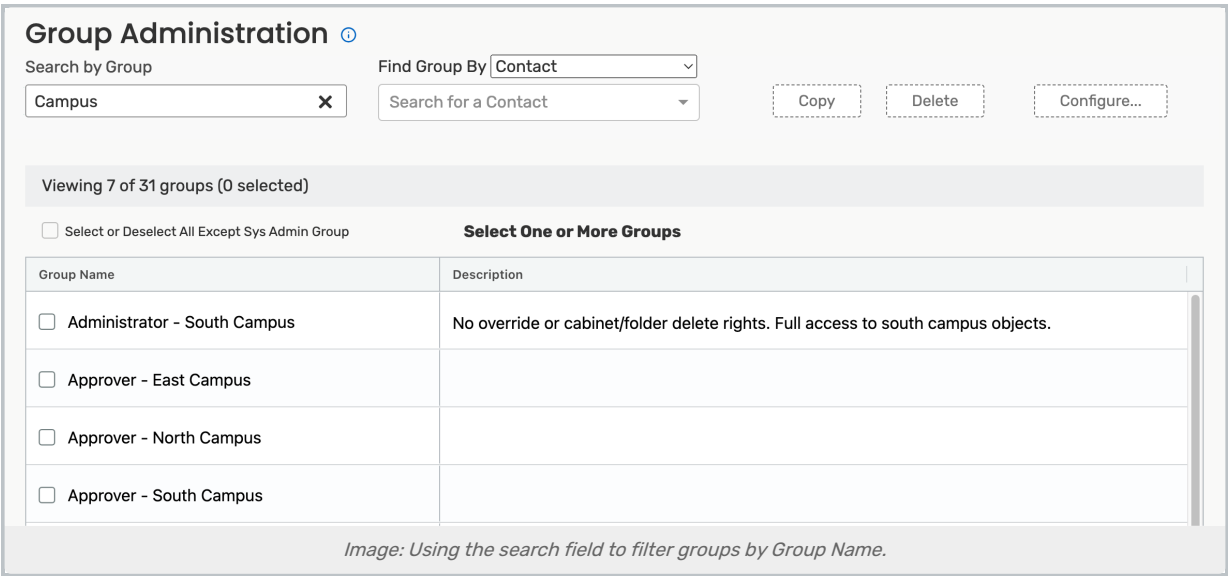 Group Administration
Search by Group
Find Group By Contact
Campus
Search for a Contact
Copy
Delete
Configure...
Viewing 7 of 31 groups (0 selected)
Select or Deselect All Except Sys Admin Group
Select One or More Groups
Group Name
Description
Administrator - South Campus
No override or cabinet/folder delete rights. Full access to south campus objects.
Approver - East Campus
Approver - North Campus
Approver - South Campus
Image: Using the search field to filter groups by Group Name.